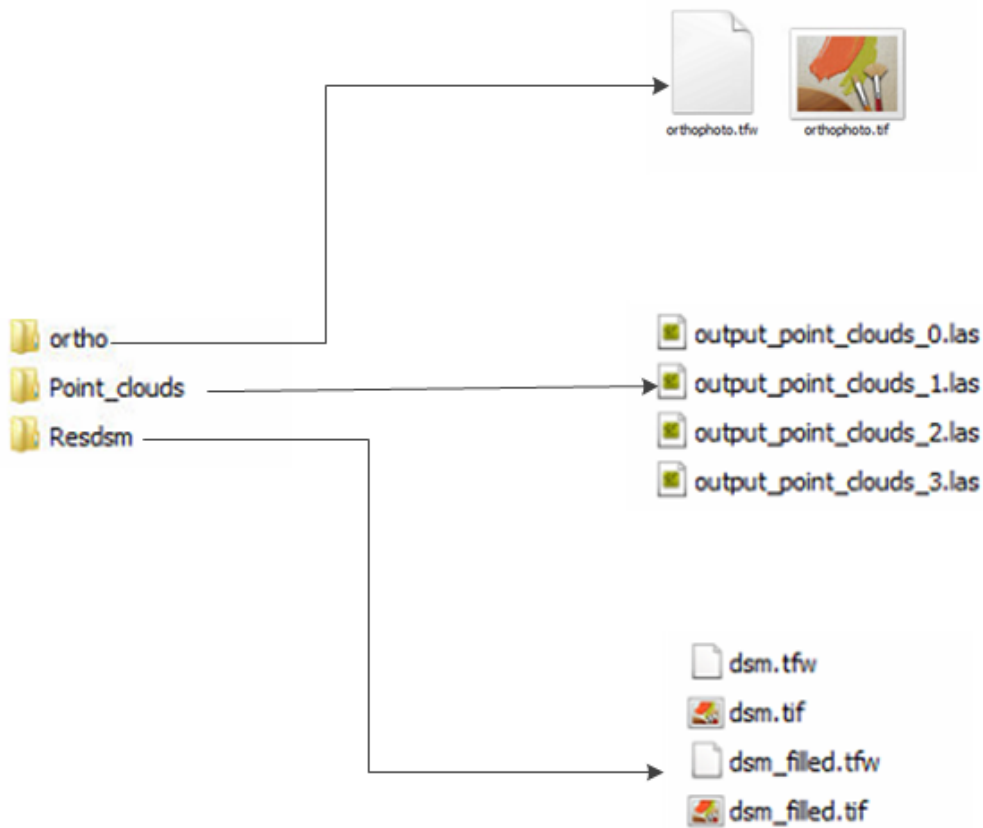 orthophoto.tfw
orthophoto.tif
ortho
Point_clouds
Resdsm
output_point_clouds_0.las
output_point_clouds_1.las
output_point_clouds_2.las
output_point_clouds_3.las
dsm.tfw
dsm.tif
dsm_filled.tfw
dsm_filled.tif